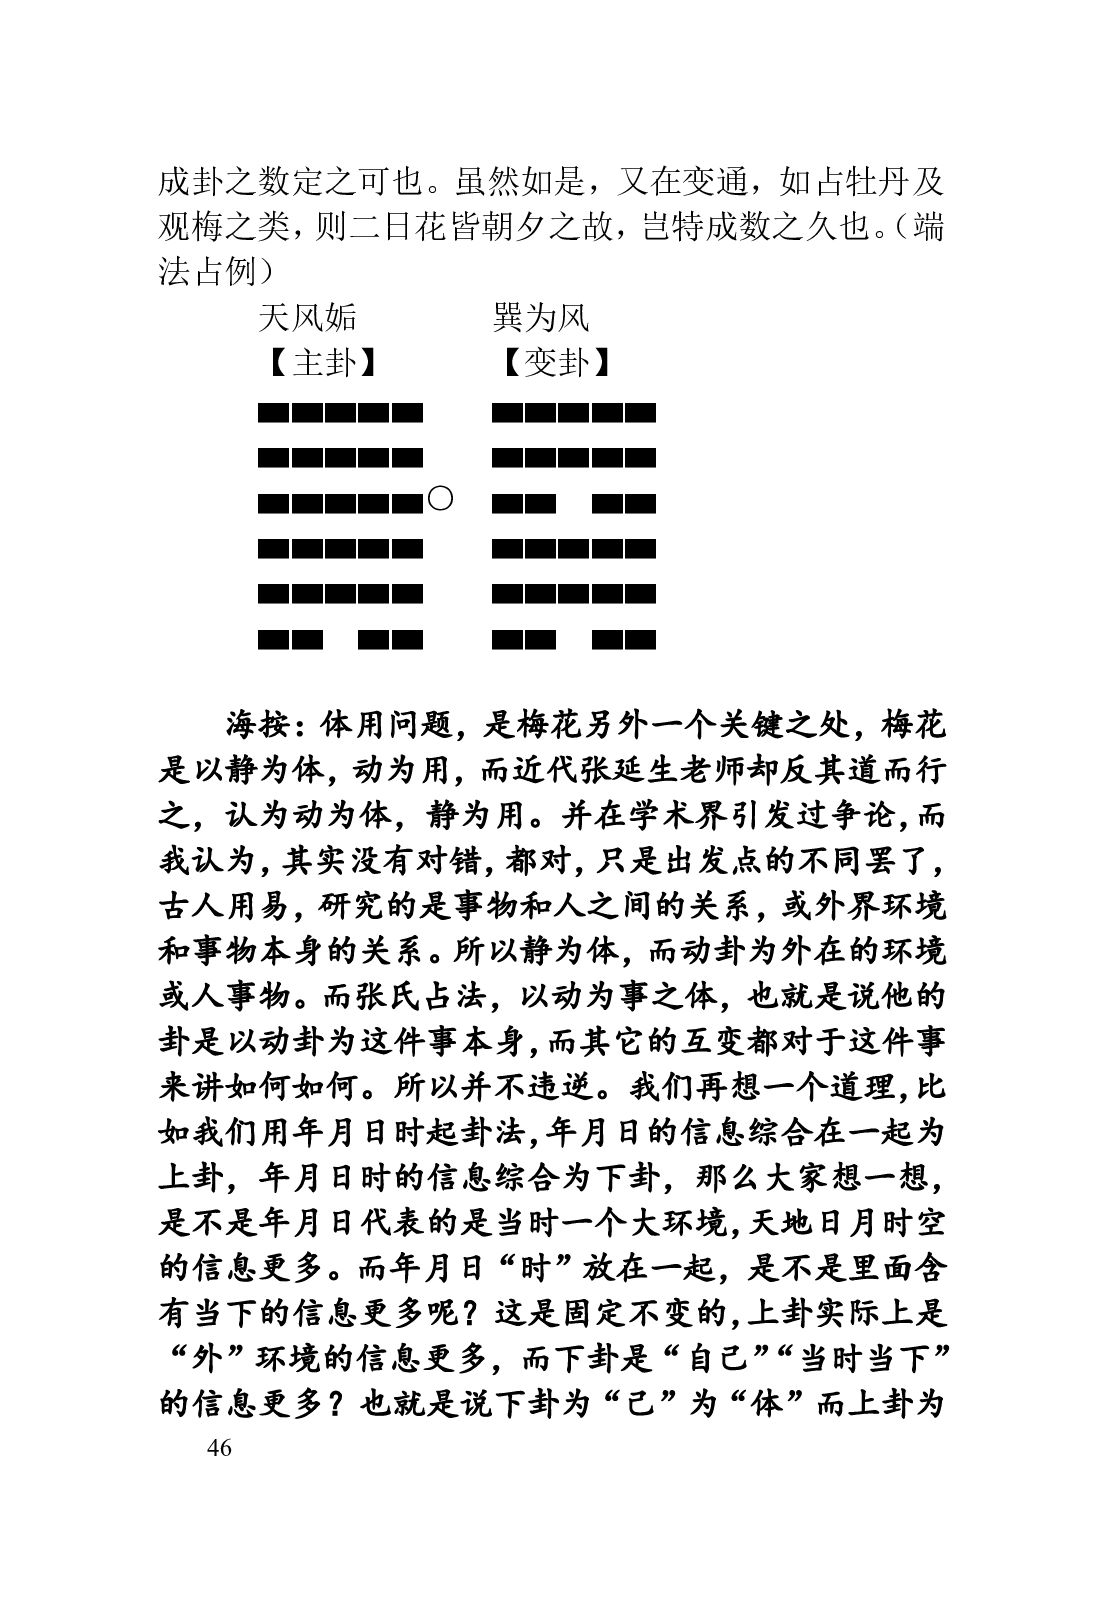 成卦之数定之可也。虽然如是，又在变通，如占牡丹及
观梅之类，则二日花皆朝夕之故，岂特成数之久也。（端
法占例）
天风姤 巽为风
【主卦】 【变卦】
海按：体用问题，是梅花另外一个关键之处，梅花
是以静为体，动为用，而近代张延生老师却反其道而行
之，认为动为体，静为用。并在学术界引发过争论，而
我认为，其实没有对错，都对，只是出发点的不同罢了，
古人用易，研究的是事物和人之间的关系，或外界环境
和事物本身的关系。所以静为体，而动卦为外在的环境
或人事物。而张氏占法，以动为事之体，也就是说他的
卦是以动卦为这件事本身，而其它的互变都对于这件事
来讲如何如何。所以并不违逆。我们再想一个道理，比
如我们用年月日时起卦法，年月日的信息综合在一起为
上卦，年月日时的信息综合为下卦，那么大家想一想，
是不是年月日代表的是当时一个大环境，天地日月时空
的信息更多。而年月日“时”放在一起，是不是里面含
有当下的信息更多呢？这是固定不变的，上卦实际上是
“外”环境的信息更多，而下卦是“自己”“当时当下”
的信息更多？也就是说下卦为“己”为“体”而上卦为
46